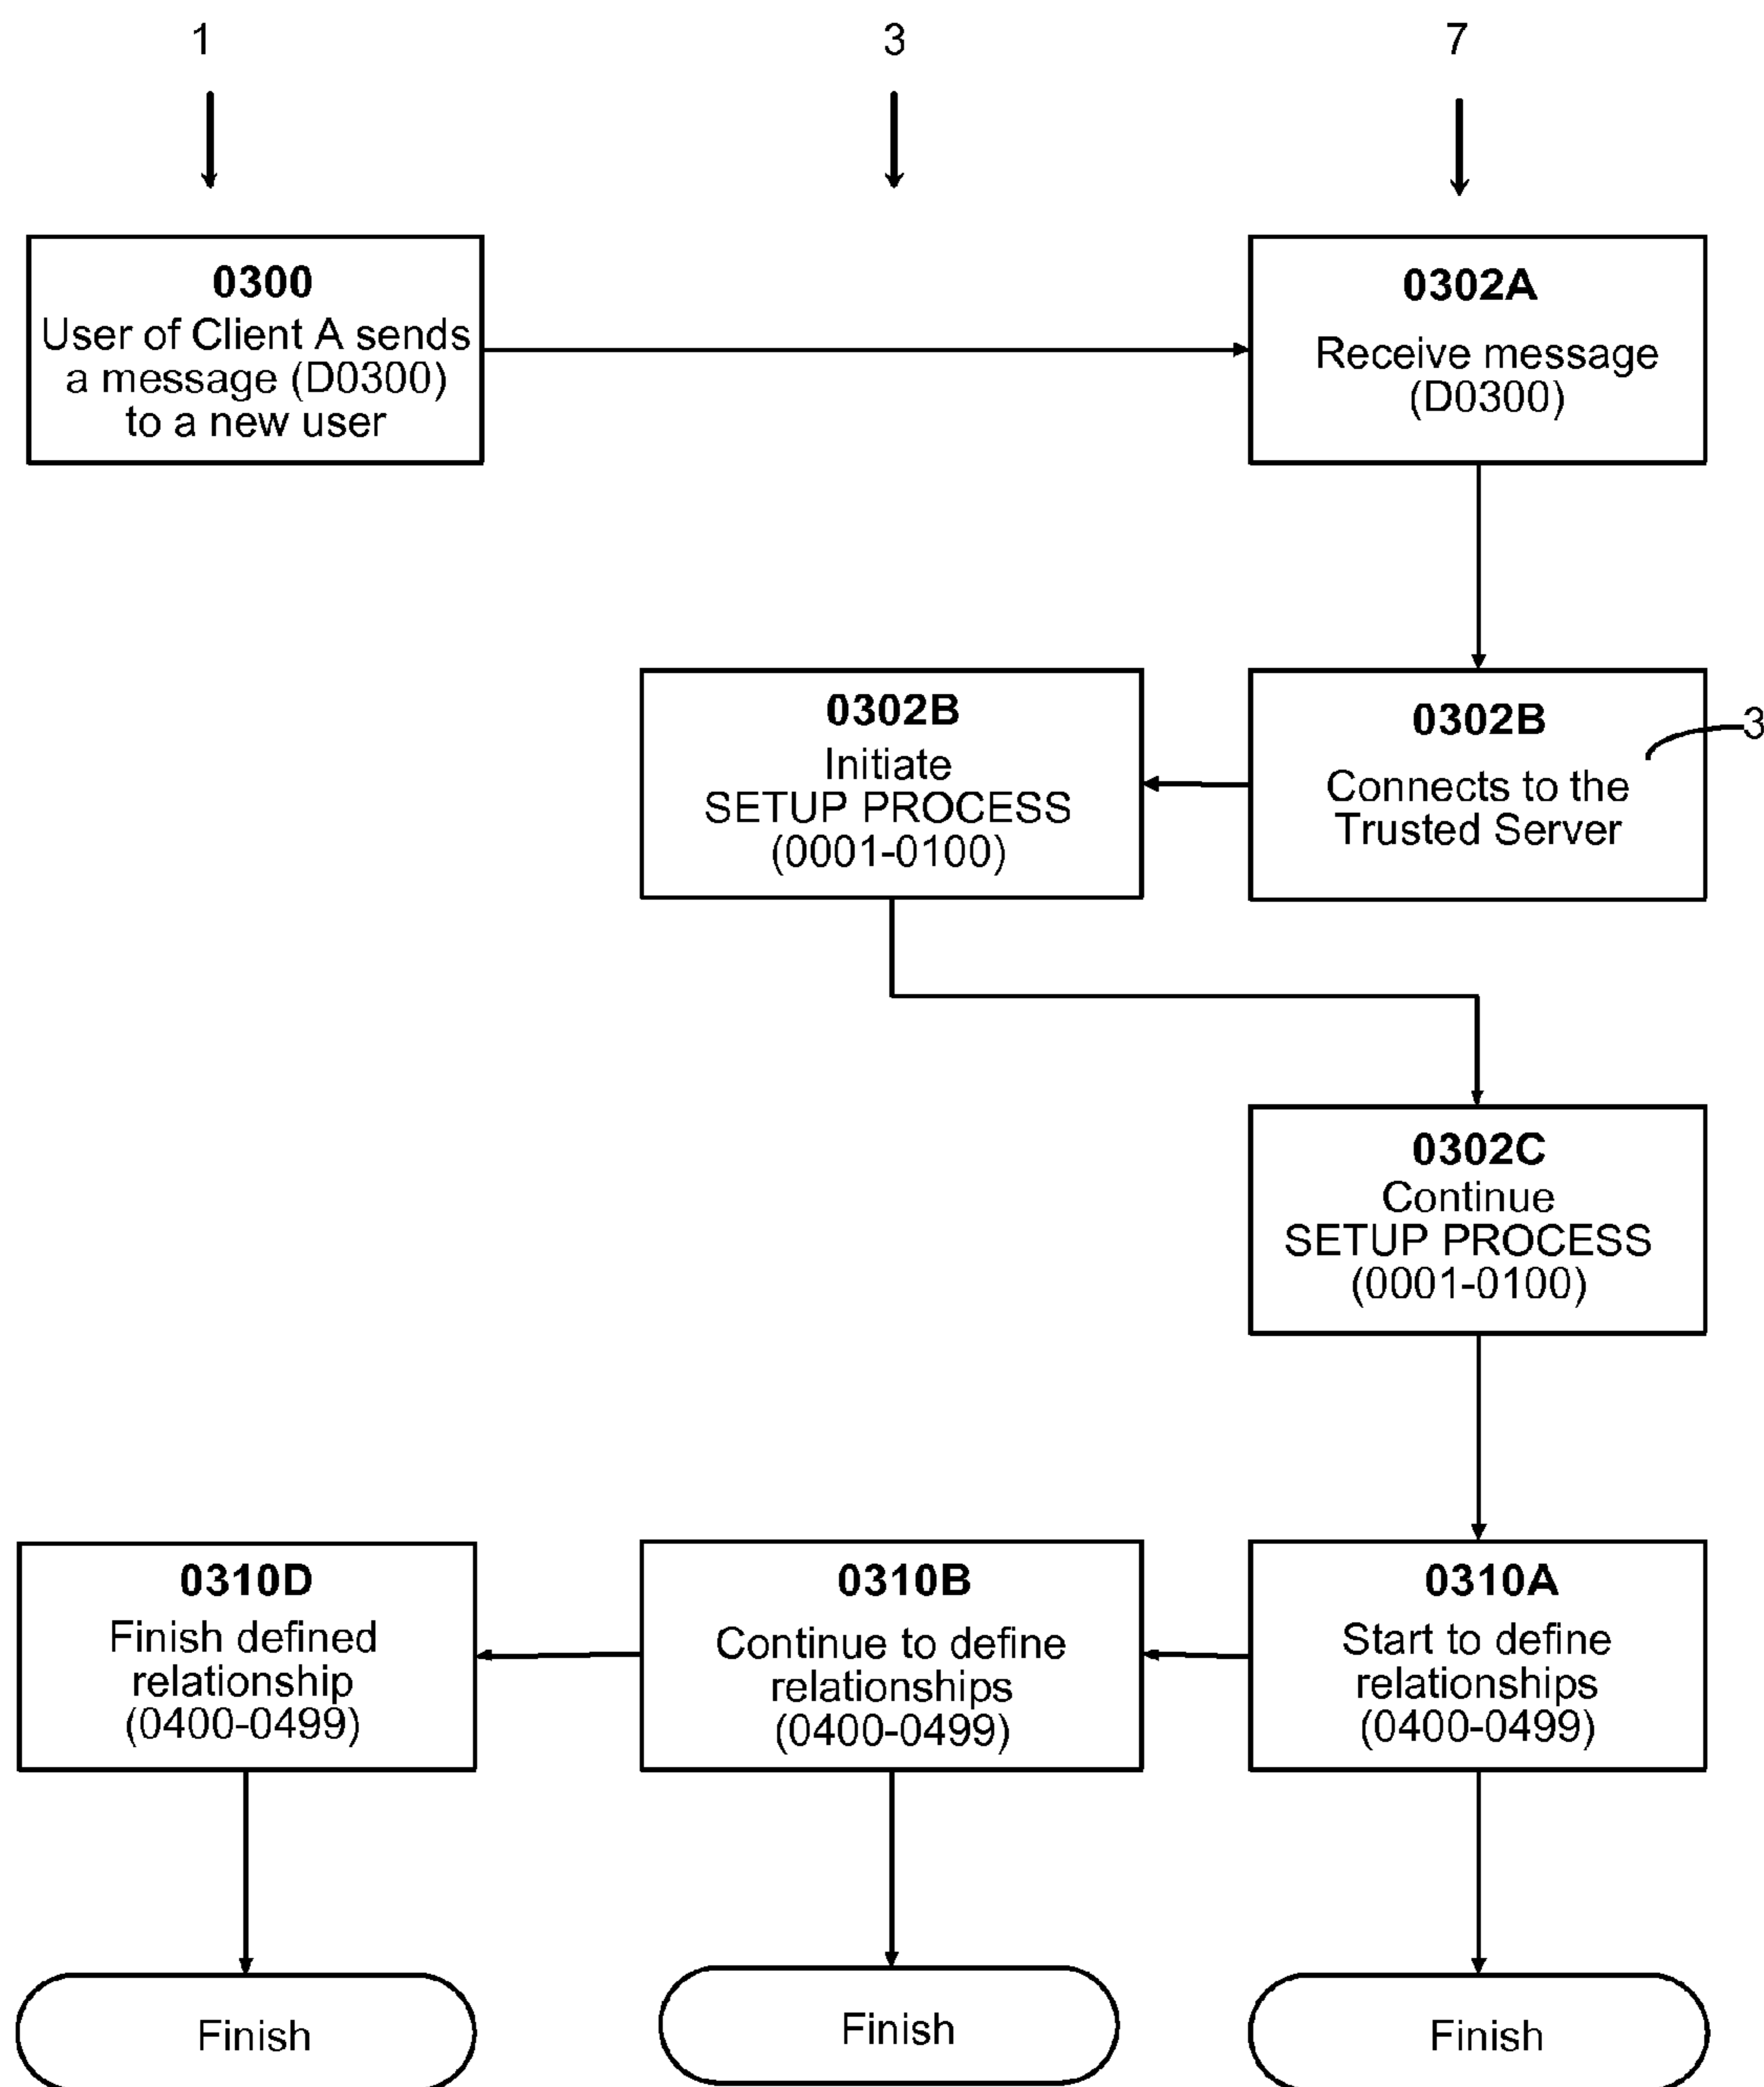 1
3
7
0300
User of Client A sends
a message (D0300)
to a new user
0302A
Receive message
(D0300)
0302B
Initiate
SETUP PROCESS
(0001-0100)
0302B
Connects to the
Trusted Server
3
0302C
Continue
SETUP PROCESS
(0001-0100)
0310D
Finish defined
relationship
(0400-0499)
0310B
Continue to define
relationships
(0400-0499)
0310A
Start to define
relationships
(0400-0499)
Finish
Finish
Finish